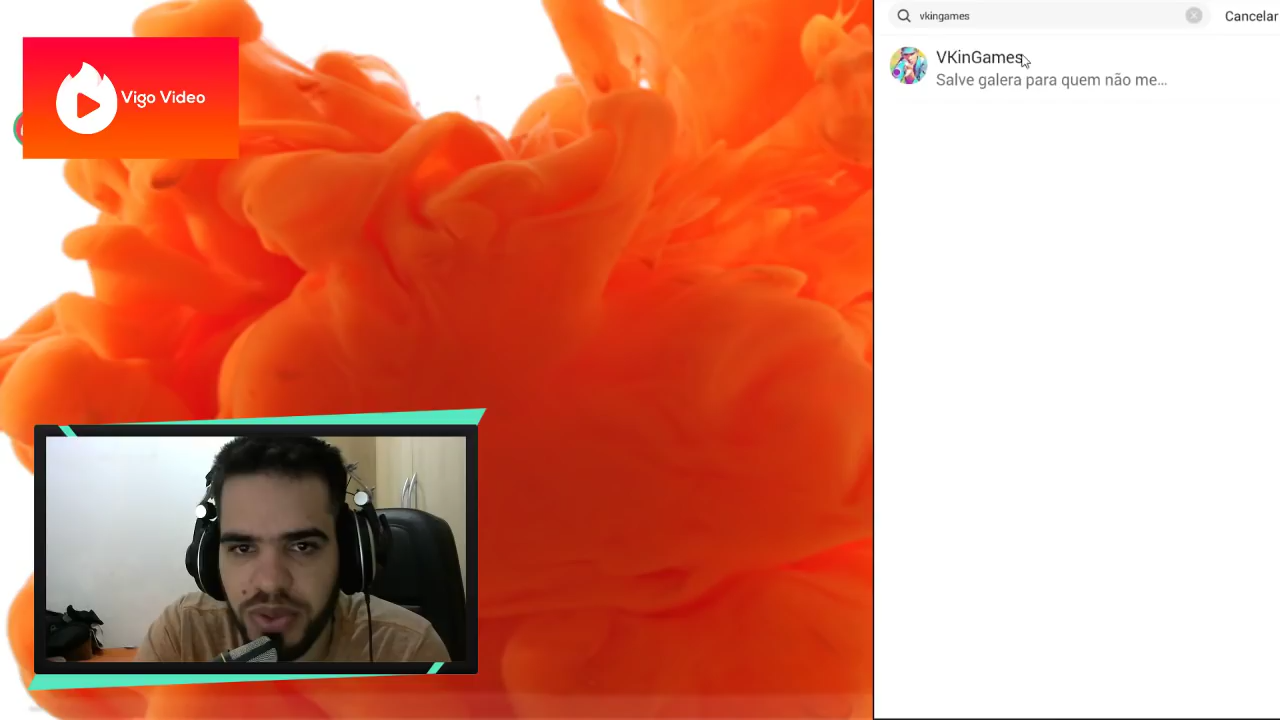 Vigo Video
vkingames
Cancelar
VKinGames
Salve galera para quem não me...